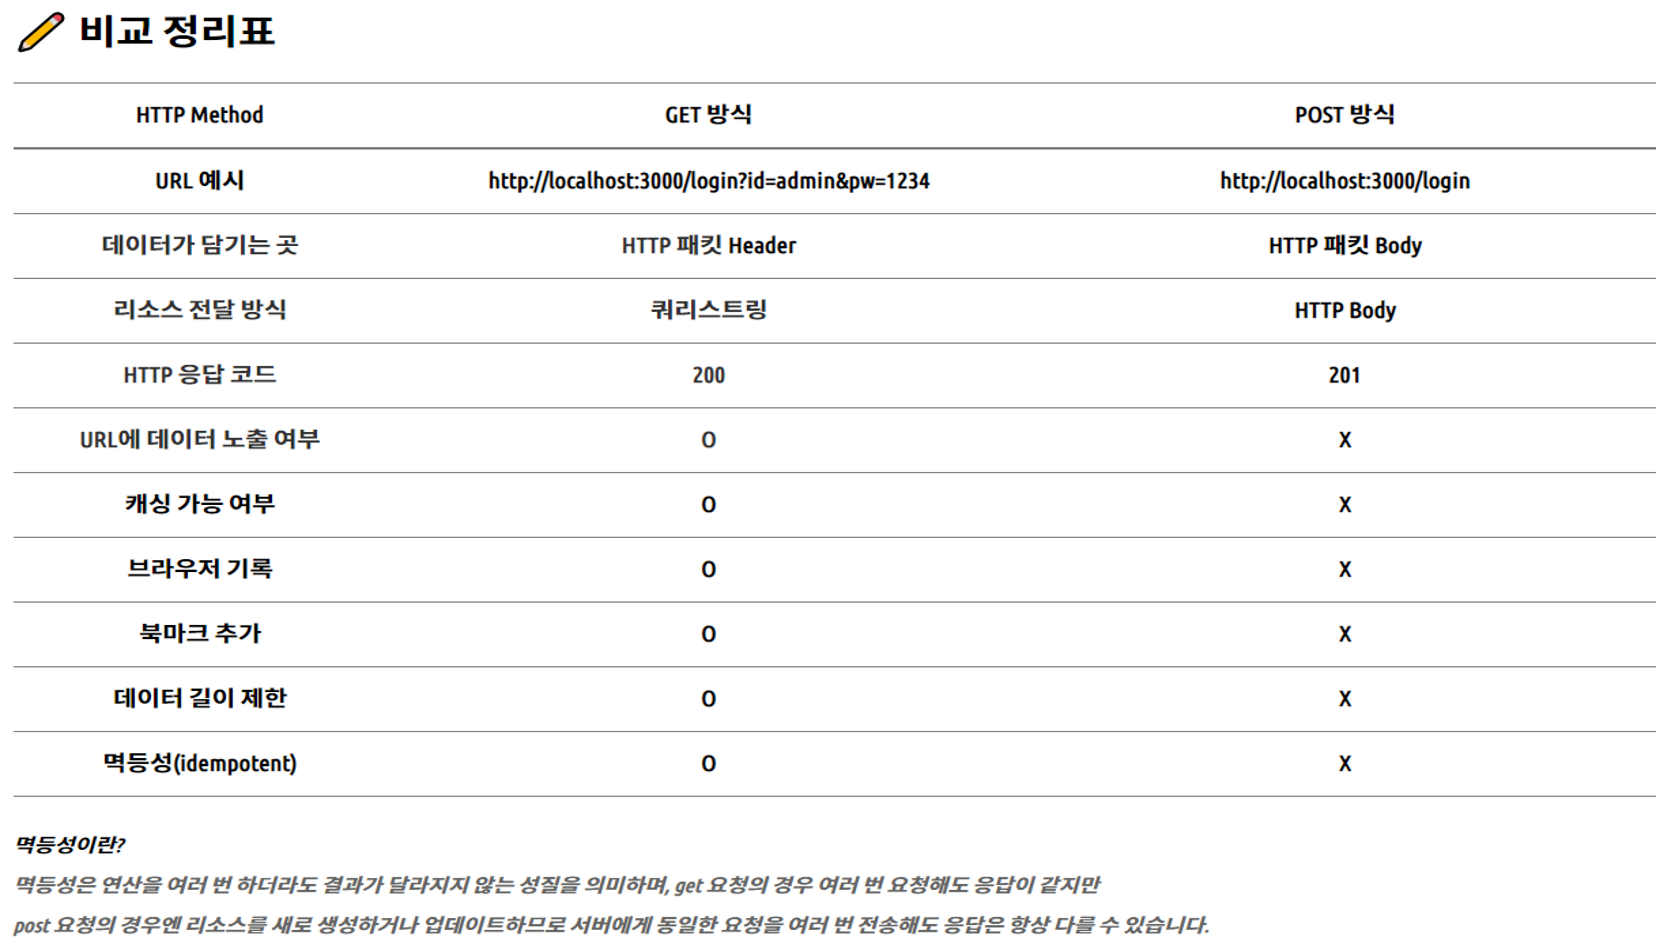 비교 정리표
HTTP Method GET 방식 POST 방식
URL 예시 http://localhost:3000/login?id=admin&pw=1234 http://localhost:3000/login
데이터가 담기는 곳 HTTP 패킷 Header HTTP 패킷 Body
리소스 전달 방식 쿼리스트링 HTTP Body
HTTP 응답 코드 200 201
URL에 데이터 노출 여부 O X
캐싱 가능 여부 O X
브라우저 기록 O X
북마크 추가 O X
데이터 길이 제한 O X
멱등성(idempotent) O X
멱등성이란?
멱등성은 연산을 여러 번 하더라도 결과가 달라지지 않는 성질을 의미하며, get 요청의 경우 여러 번 요청해도 응답이 같지만
post 요청의 경우엔 리소스를 새로 생성하거나 업데이트하므로 서버에게 동일한 요청을 여러 번 전송해도 응답은 항상 다를 수 있습니다.